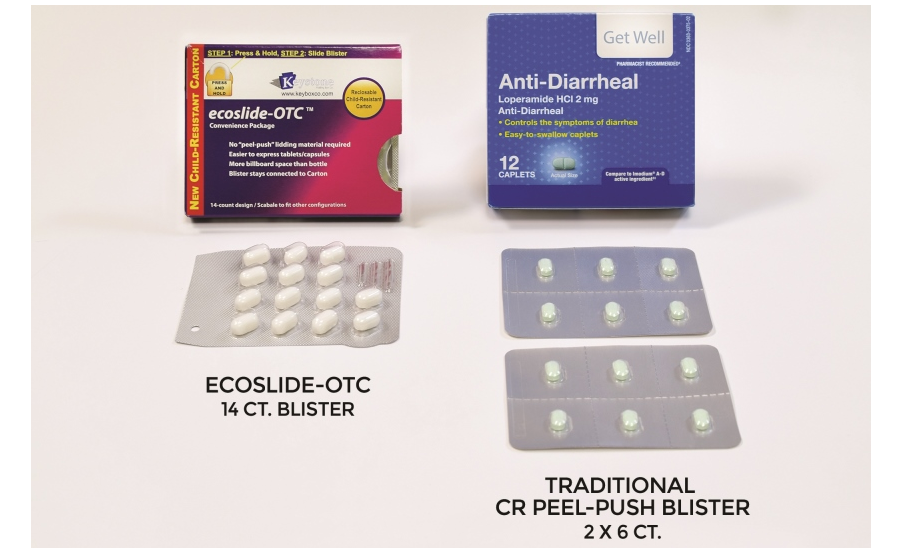 NEW CHILD-RESISTANT CARTON
STEP 1: Press & Hold, STEP 2: Slide Blister
PRESS
AND
HOLD
Keystone
www.keyboxco.com
Reclosable
Child-Resistant
Carton
ecoslide-OTC™
Convenience Package
No "peel-push" lidding material required
Easier to express tablets/capsules
More billboard space than bottle
Blister stays connected to Carton
14-count design / Scabale to fit other configurations
Get Well
PHARMACIST RECOMMENDED†
Anti-Diarrheal
Loperamide HCl 2 mg
Anti-Diarrheal
• Controls the symptoms of diarrhea
• Easy-to-swallow caplets
12
CAPLETS
Actual Size
Compare to Imodium® A-D
active ingredient††
ECOSLIDE-OTC
14 CT. BLISTER
TRADITIONAL
CR PEEL-PUSH BLISTER
2 X 6 CT.